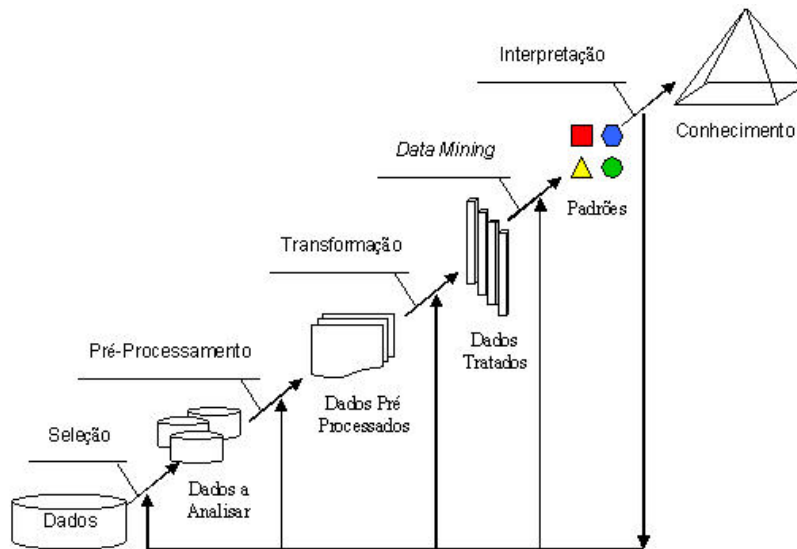 Interpretação
Conhecimento
Data Mining
Padrões
Transformação
Dados
Tratados
Pré-Processamento
Dados Pré
Processados
Seleção
Dados a
Analisar
Dados